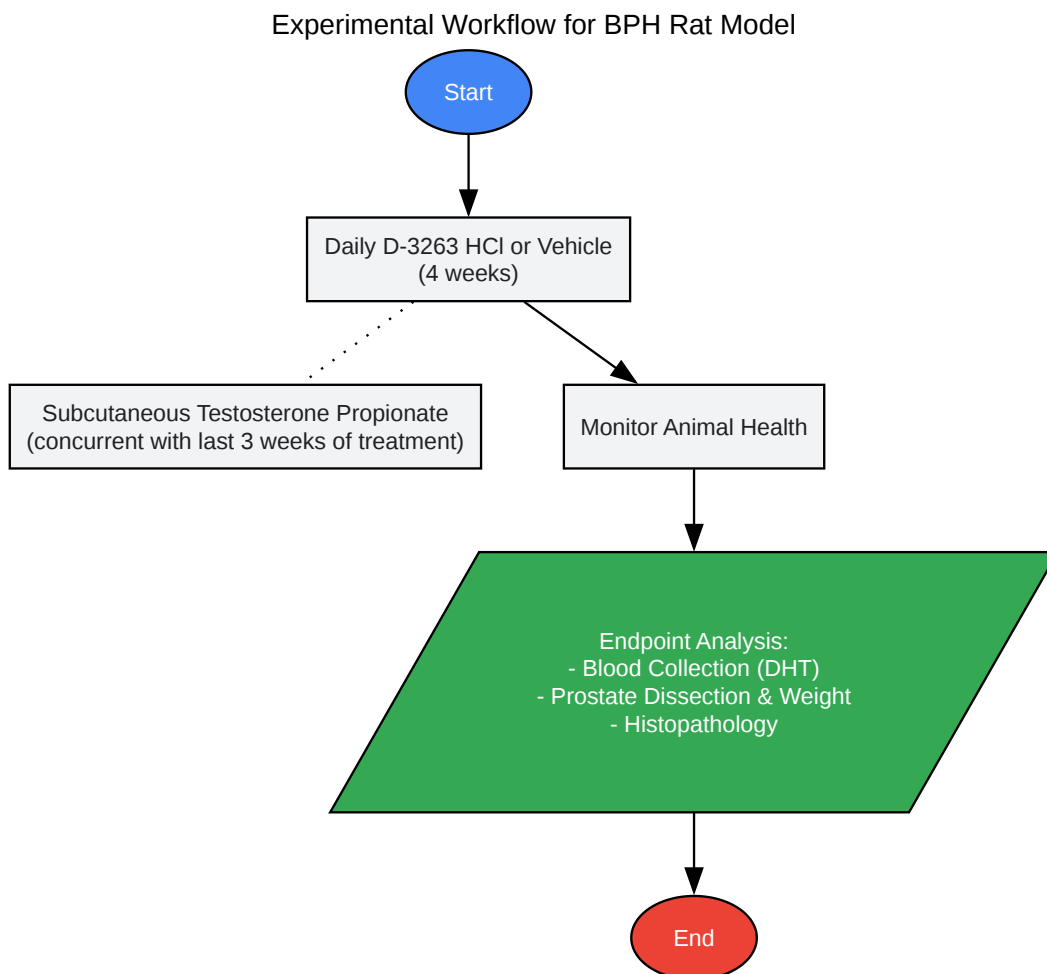 Experimental Workflow for BPH Rat Model
Start
Daily D-3263 HCl or Vehicle
(4 weeks)
Subcutaneous Testosterone Propionate
(concurrent with last 3 weeks of treatment)
Monitor Animal Health
Endpoint Analysis:
- Blood Collection (DHT)
- Prostate Dissection & Weight
- Histopathology
End